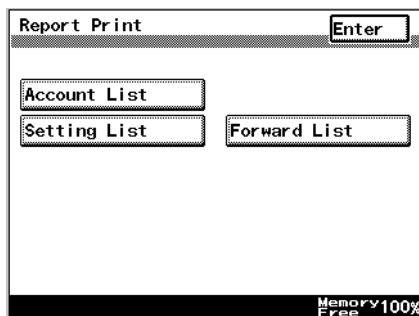 Report Print
Enter
Account List
Setting List
Forward List
Memory Free 100%